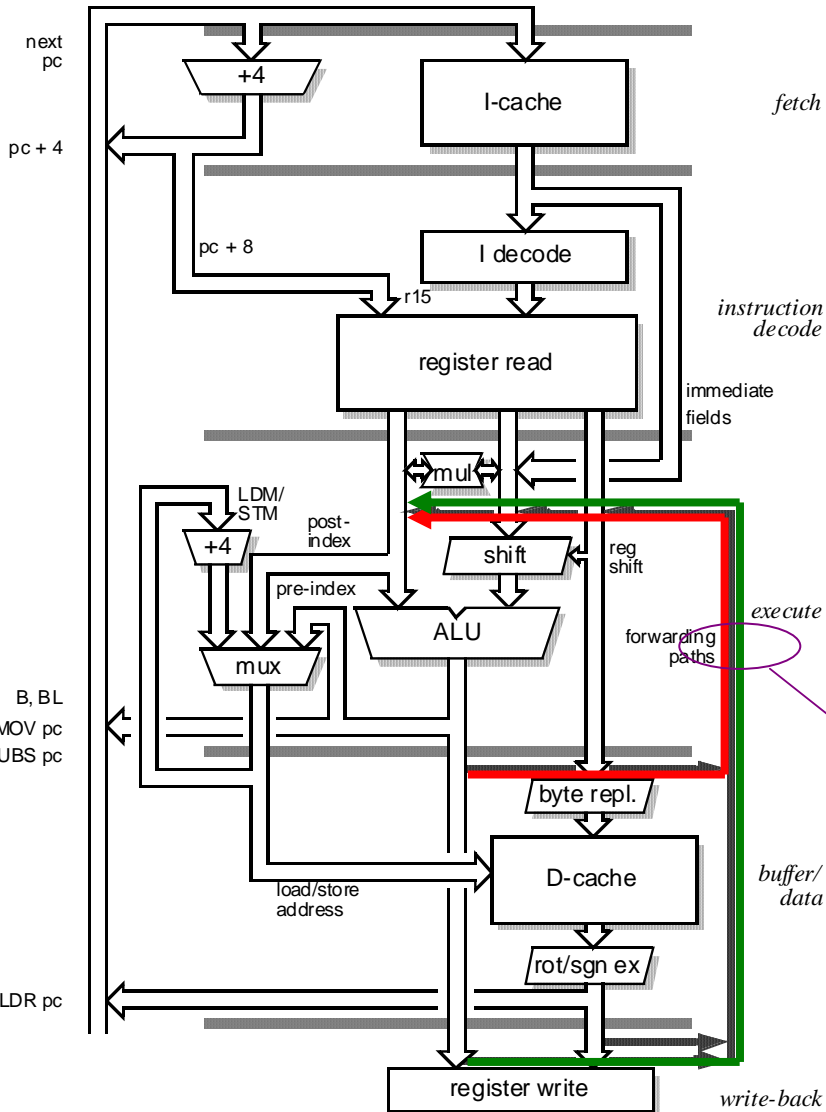 next
pc
+4
I-cache
fetch
pc + 4
pc + 8
I decode
r15
instruction
decode
register read
immediate
fields
mul
LDM/
STM
post-
index
+4
shift
reg
shift
pre-index
execute
ALU
forwarding
paths
mux
B, BL
MOV pc
UBS pc
byte repl.
D-cache
buffer/
data
load/store
address
rot/sgn ex
LDR pc
register write
write-back